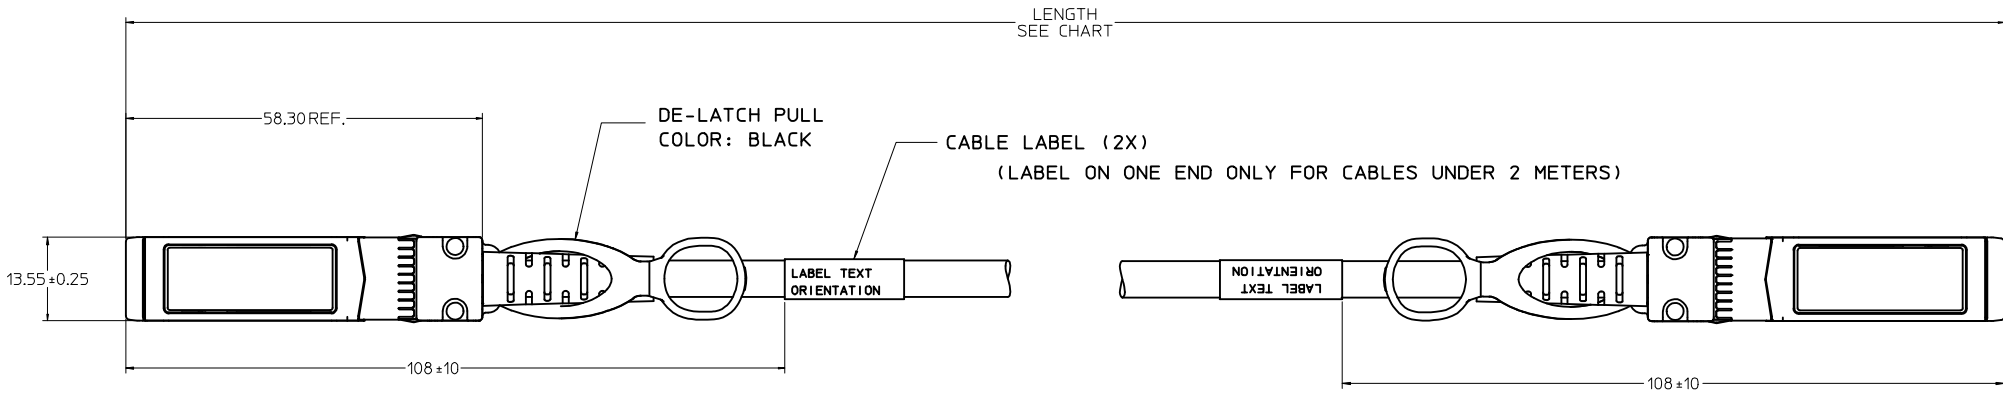 LENGTH
SEE CHART
58.30 REF.
DE-LATCH PULL
COLOR: BLACK
CABLE LABEL (2X)
(LABEL ON ONE END ONLY FOR CABLES UNDER 2 METERS)
13.55±0.25
LABEL TEXT
ORIENTATION
LABEL TEXT
ORIENTATION
108±10
108±10